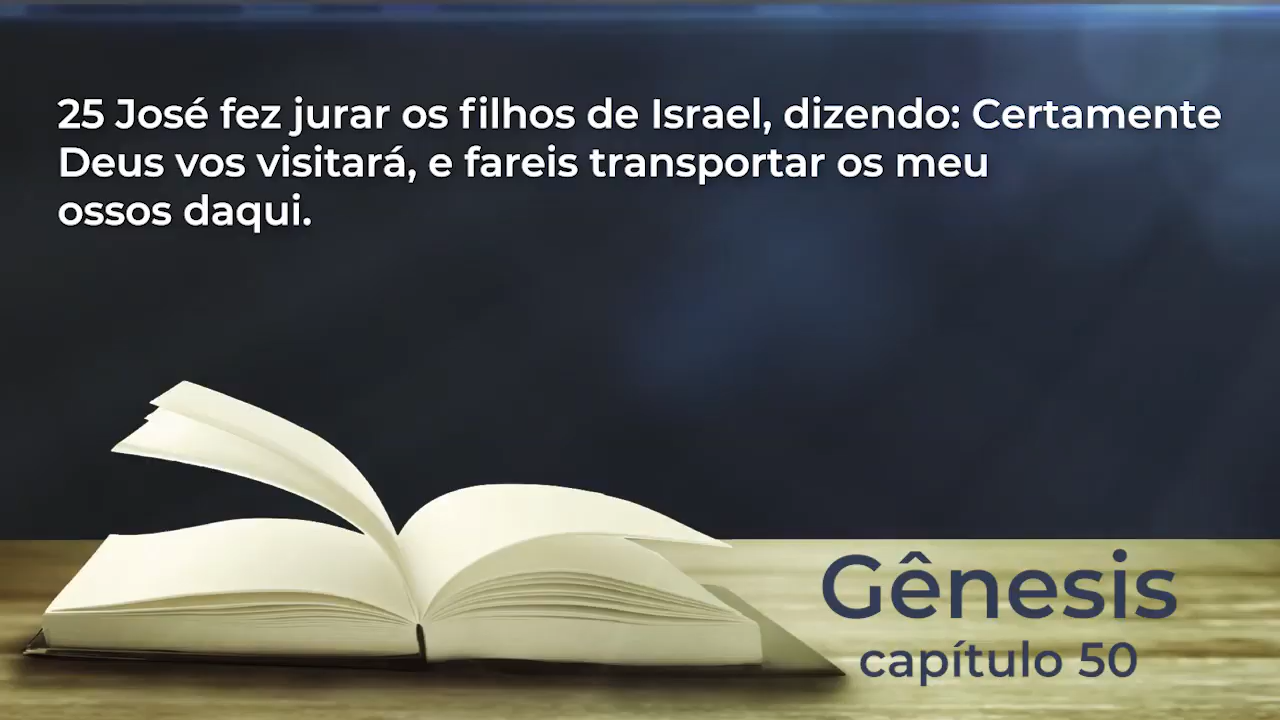 25 José fez jurar os filhos de Israel, dizendo: Certamente
Deus vos visitará, e fareis transportar os meu
ossos daqui.
Gênesis
capítulo 50